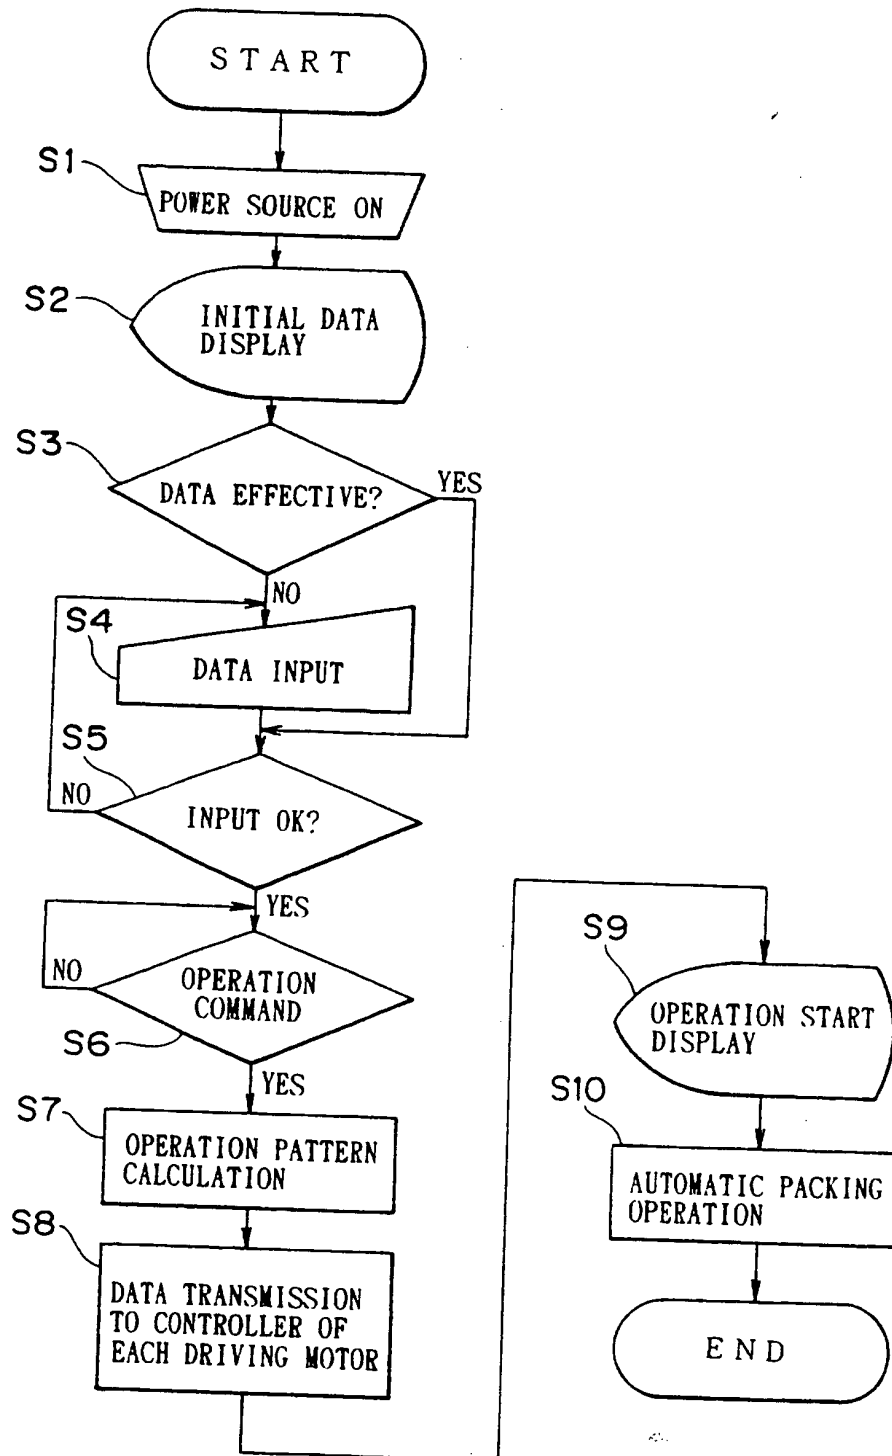 START
S1
POWER SOURCE ON
S2
INITIAL DATA
DISPLAY
S3
DATA EFFECTIVE?
YES
NO
S4
DATA INPUT
S5
NO
INPUT OK?
YES
NO
OPERATION
COMMAND
S6
YES
S7
OPERATION PATTERN
CALCULATION
S8
DATA TRANSMISSION
TO CONTROLLER OF
EACH DRIVING MOTOR
S9
OPERATION START
DISPLAY
S10
AUTOMATIC PACKING
OPERATION
END